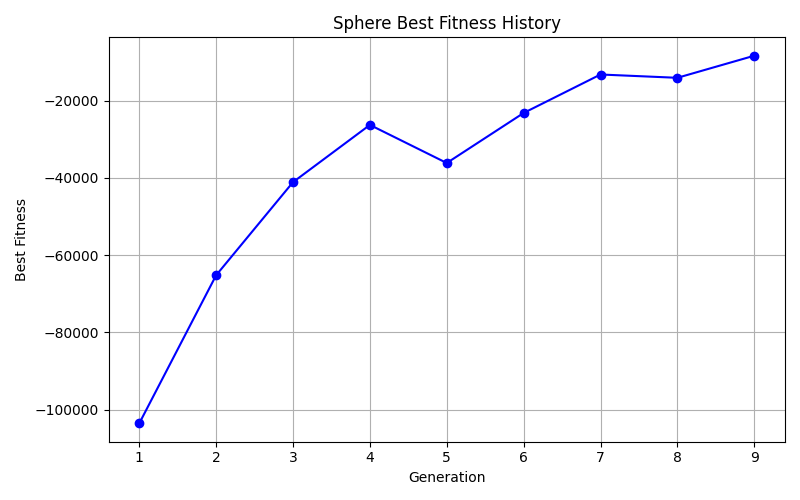 Sphere Best Fitness History
Best Fitness
−20000
−40000
−60000
−80000
−100000
1 2 3 4 5 6 7 8 9
Generation